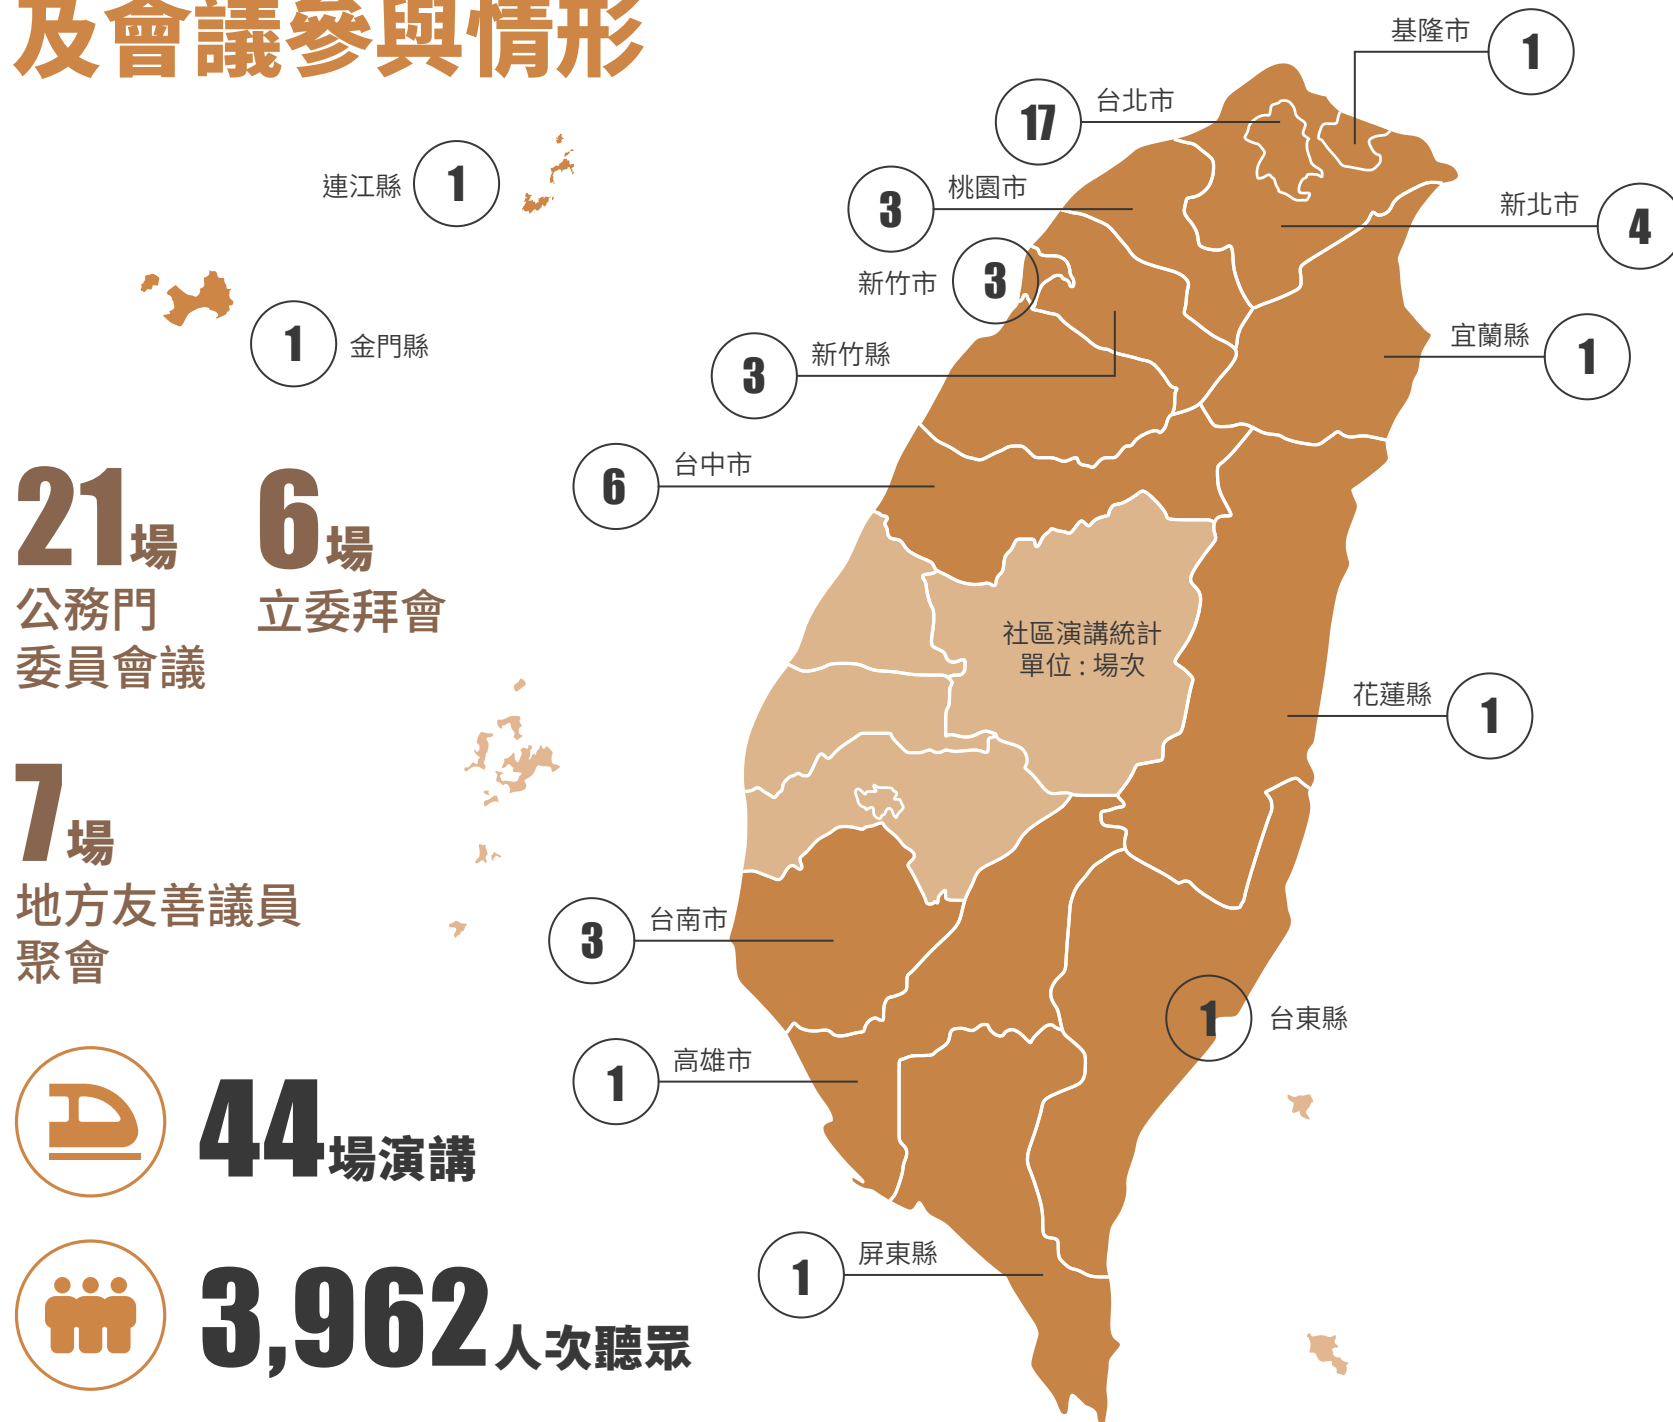 及會議參與情形
基隆市
1
台北市
17
連江縣
1
桃園市
3
新北市
4
新竹市
3
金門縣
1
宜蘭縣
1
新竹縣
3
台中市
6
21場
公務門
委員會議
6場
立委拜會
社區演講統計
單位 : 場次
花蓮縣
1
7場
地方友善議員
聚會
台南市
3
台東縣
1
高雄市
1
44場演講
屏東縣
1
3,962人次聽眾